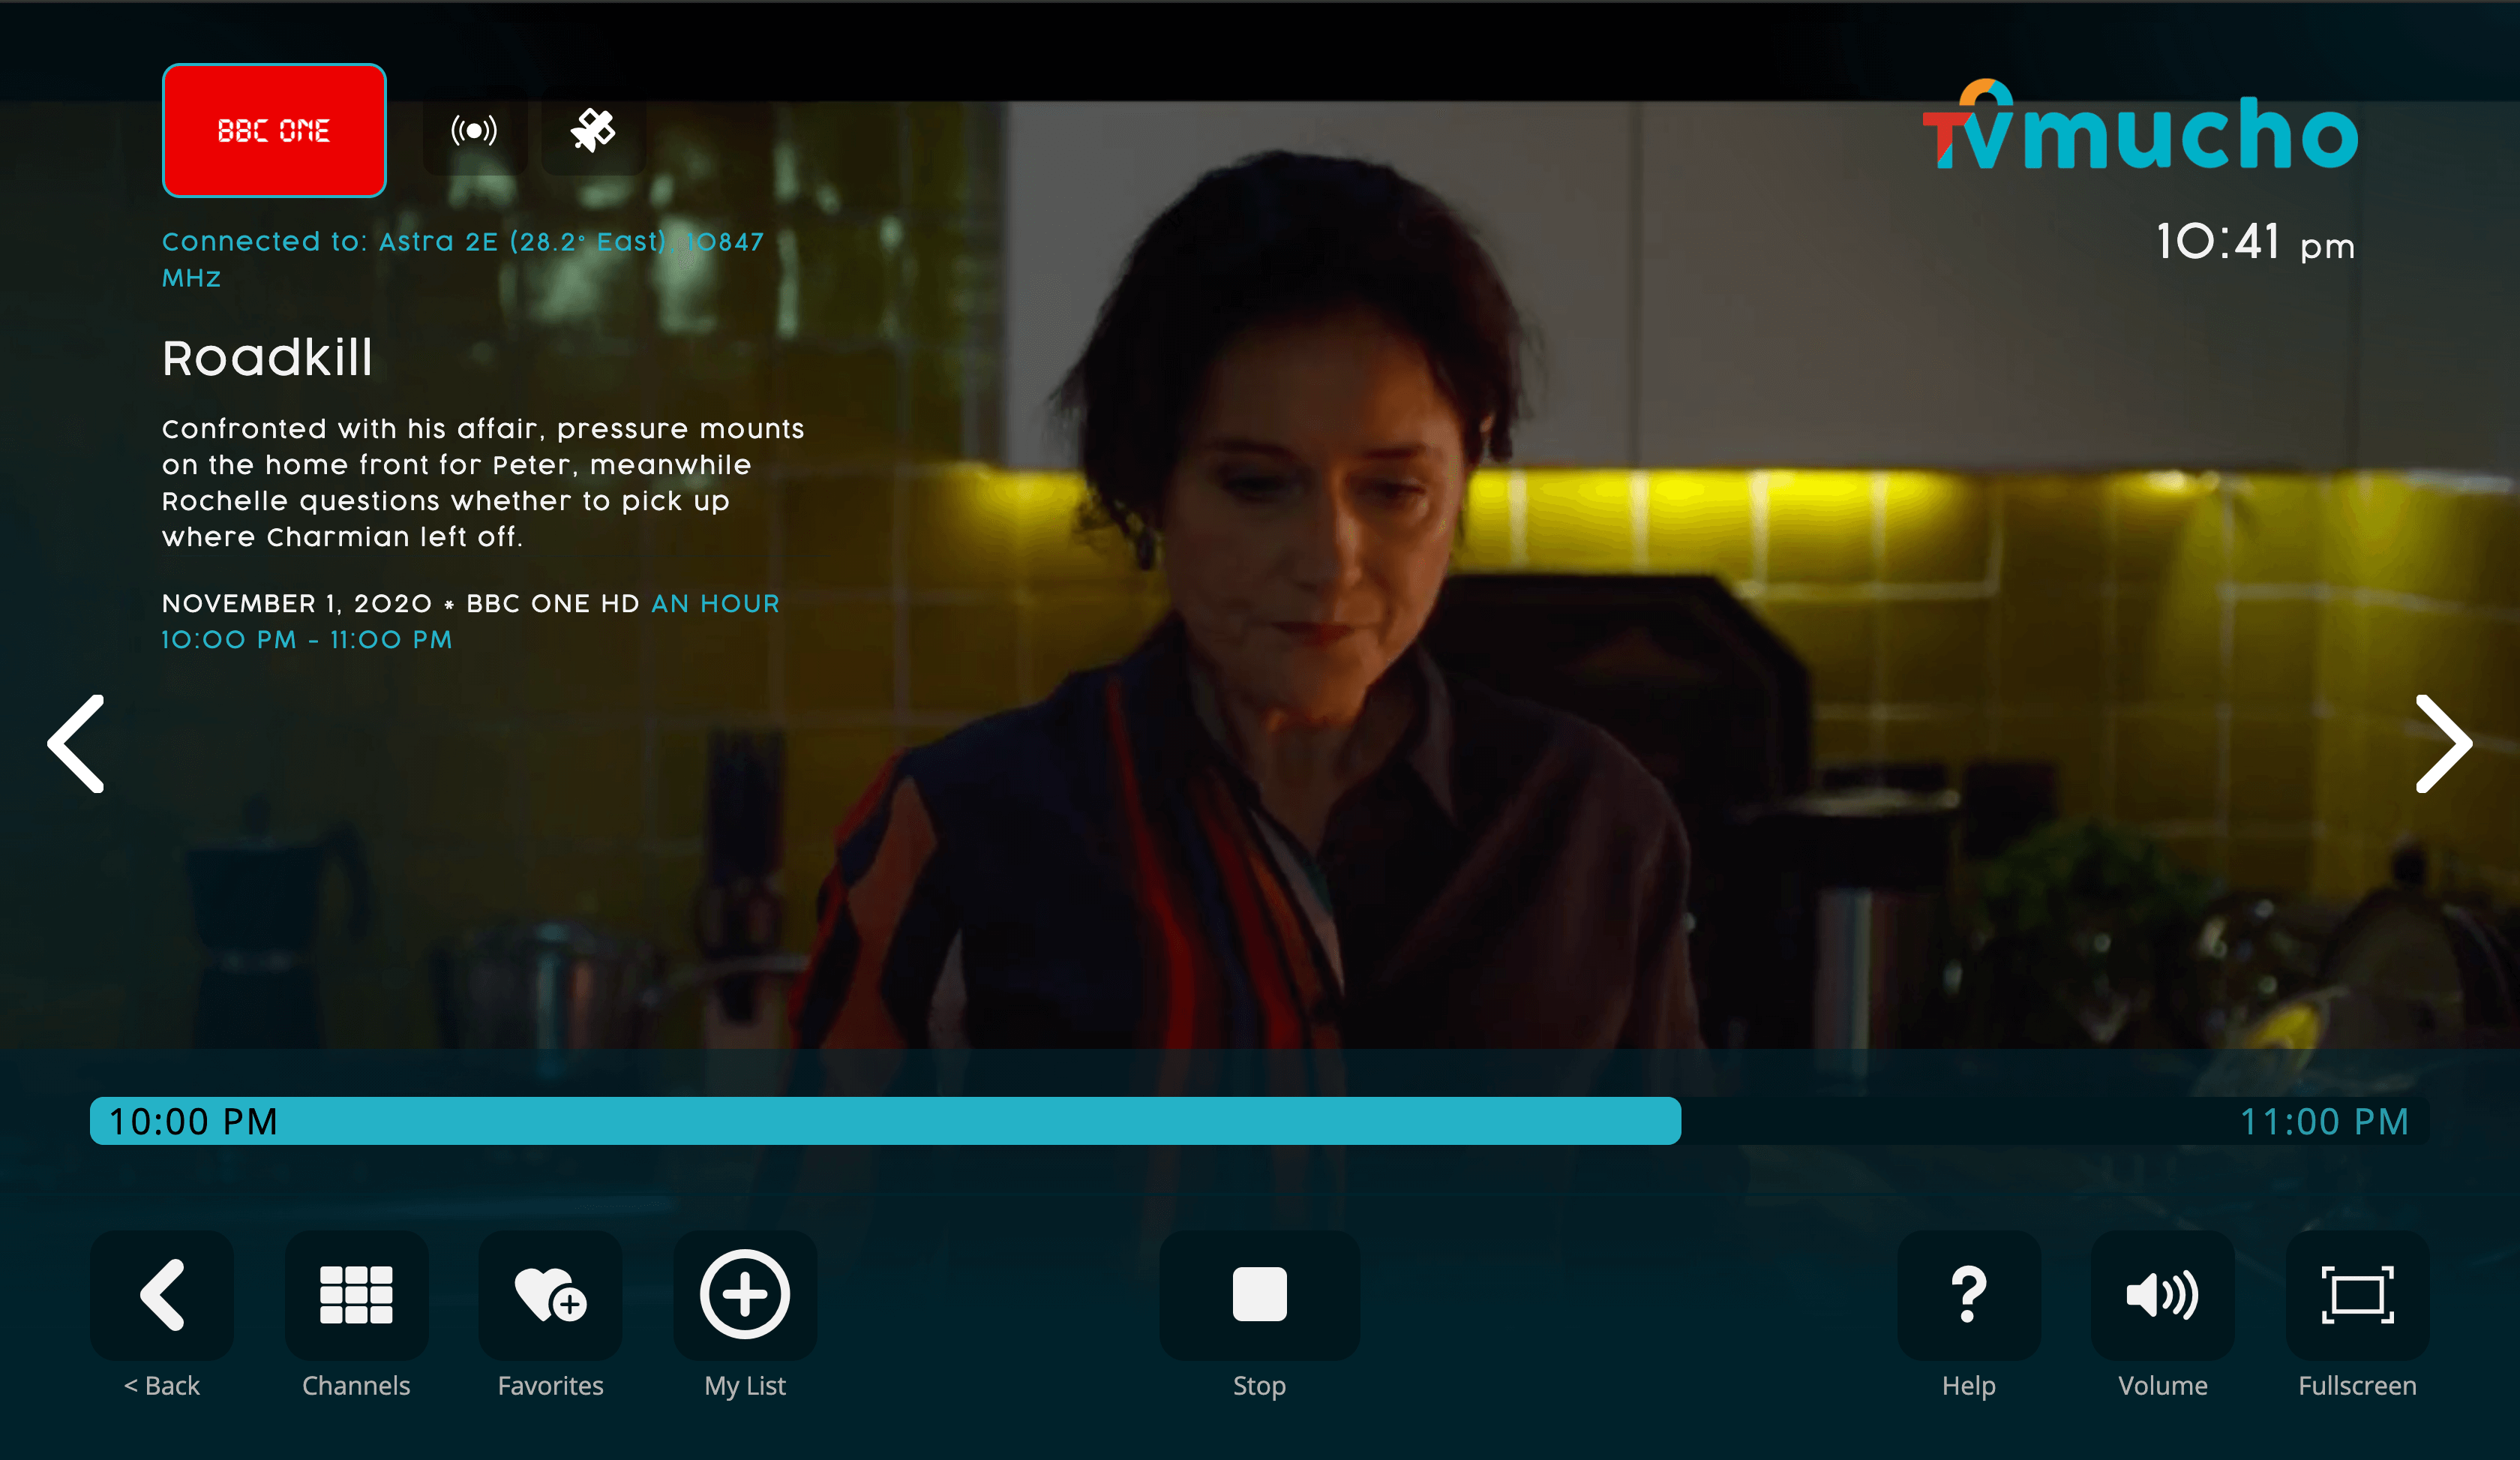 BBC ONE
TVmucho
Connected to: Astra 2E (28.2° East), 10847
MHz
10:41 pm
Roadkill
Confronted with his affair, pressure mounts
on the home front for Peter, meanwhile
Rochelle questions whether to pick up
where Charmian left off.
NOVEMBER 1, 2020 * BBC ONE HD AN HOUR
10:00 PM - 11:00 PM
10:00 PM
11:00 PM
< Back
Channels
Favorites
My List
Stop
Help
Volume
Fullscreen